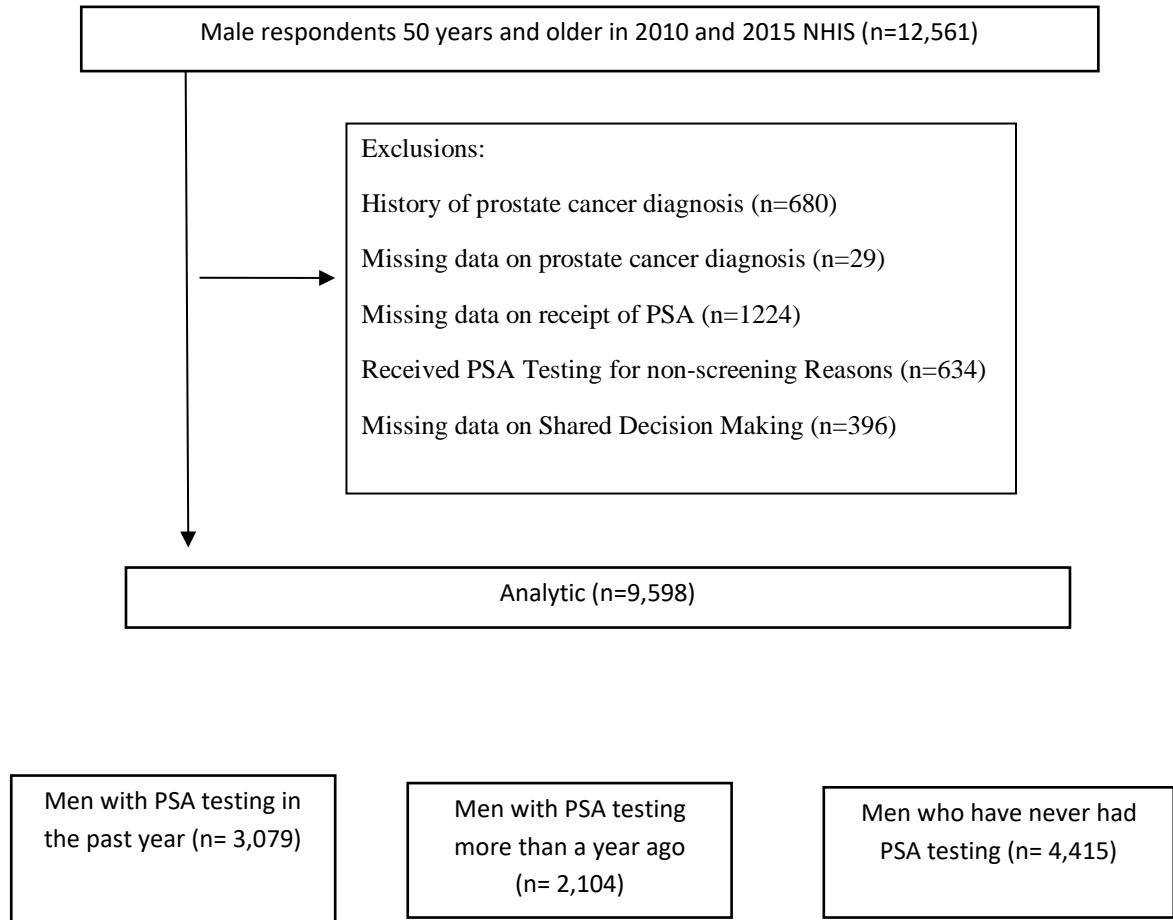 Male respondents 50 years and older in 2010 and 2015 NHIS (n=12,561)
Exclusions:
History of prostate cancer diagnosis (n=680)
Missing data on prostate cancer diagnosis (n=29)
Missing data on receipt of PSA (n=1224)
Received PSA Testing for non-screening Reasons (n=634)
Missing data on Shared Decision Making (n=396)
Analytic (n=9,598)
Men with PSA testing in
the past year (n= 3,079)
Men with PSA testing
more than a year ago
(n= 2,104)
Men who have never had
PSA testing (n= 4,415)